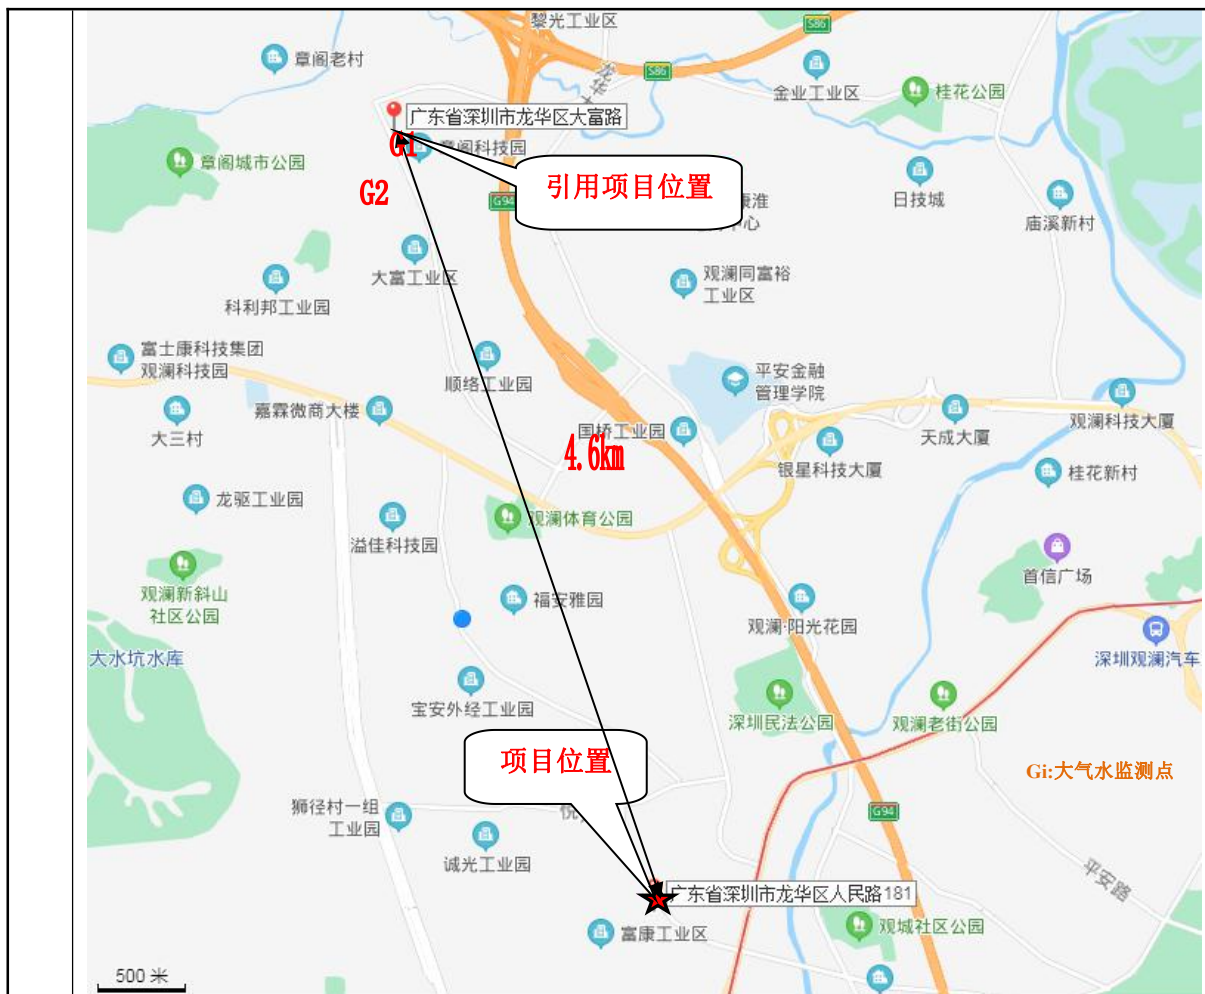 黎光工业区
S86
章阁老村
S86
金业工业区
桂花公园
广东省深圳市龙华区大富路
G1
章阁科技园
章阁城市公园
引用项目位置
G2
G94
日技城
庙溪新村
康淮
中心
大富工业区
观澜同富裕
工业区
科利邦工业园
富士康科技集团
观澜科技园
顺络工业园
平安金融
管理学院
嘉霖微商大楼
大三村
国桥工业园
天成大厦
观澜科技大厦
4.6km
银星科技大厦
桂花新村
龙驱工业园
观澜体育公园
溢佳科技园
首信广场
观澜新斜山
社区公园
福安雅园
观澜·阳光花园
大水坑水库
深圳观澜汽车
宝安外经工业园
深圳民法公园
观澜老街公园
项目位置
Gi:大气水监测点
狮径村一组
工业园
悦
G94
诚光工业园
平安路
广东省深圳市龙华区人民路181
富康工业区
观城社区公园
500 米